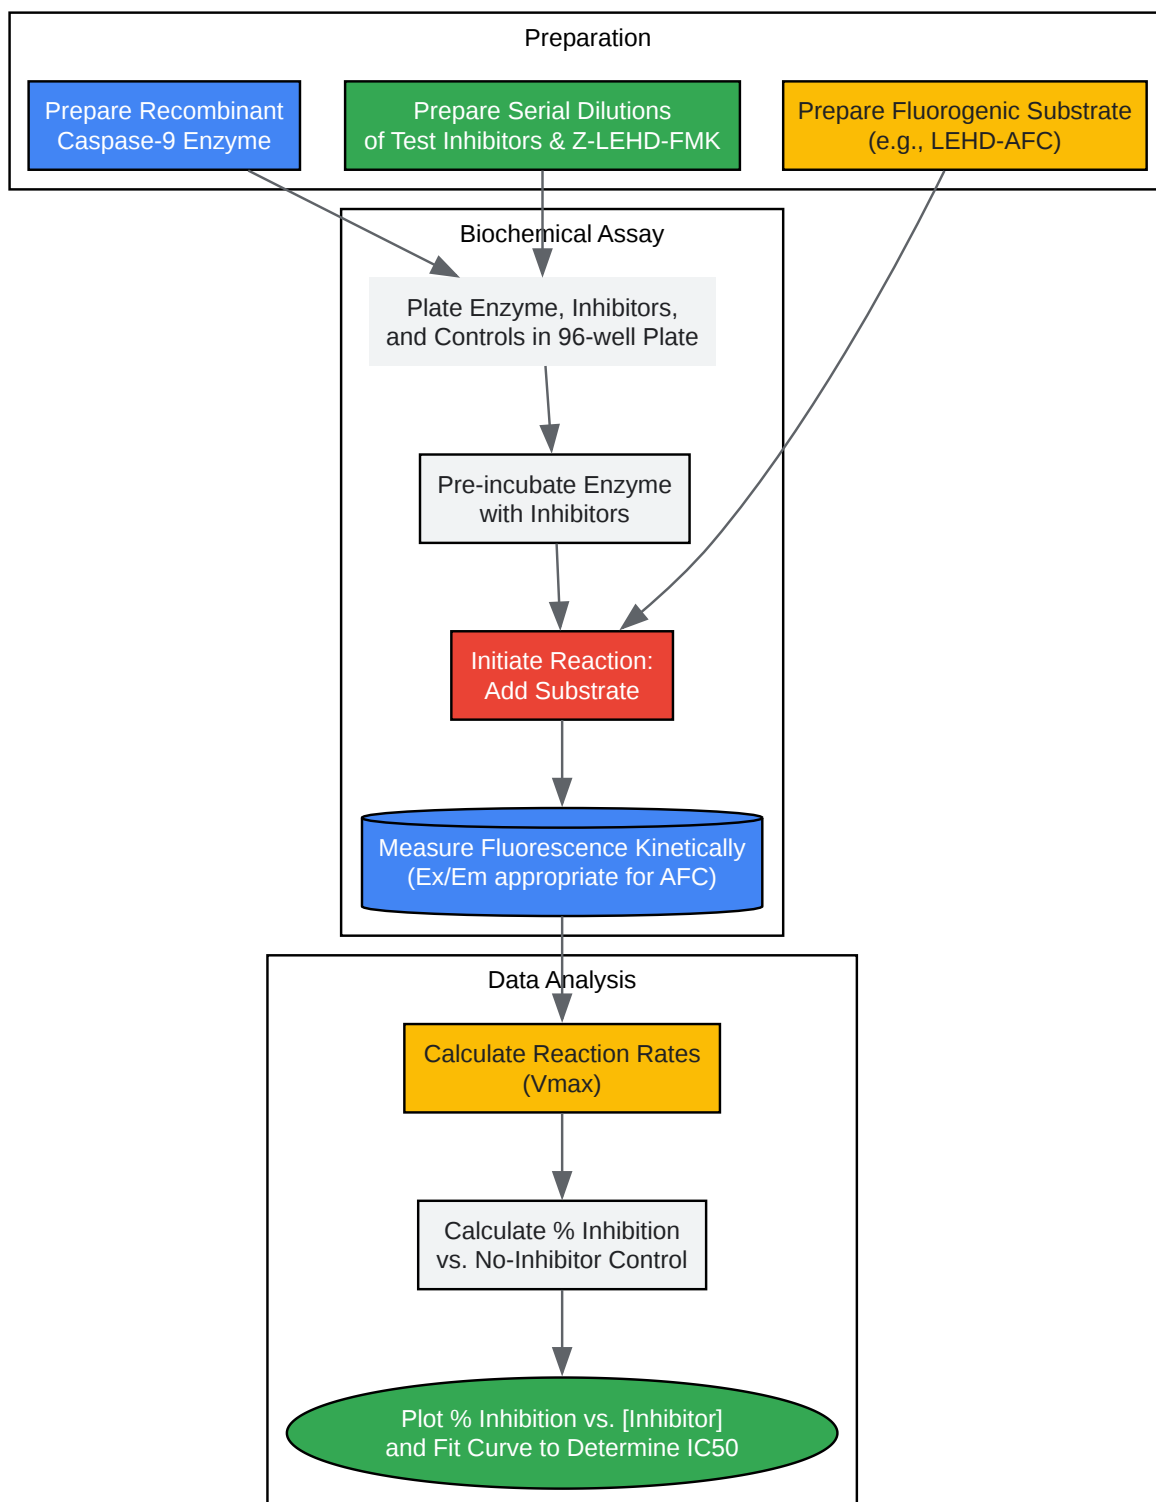 Preparation
Prepare Recombinant
Caspase-9 Enzyme
Prepare Serial Dilutions
of Test Inhibitors & Z-LEHD-FMK
Prepare Fluorogenic Substrate
(e.g., LEHD-AFC)
Biochemical Assay
Plate Enzyme, Inhibitors,
and Controls in 96-well Plate
Pre-incubate Enzyme
with Inhibitors
Initiate Reaction:
Add Substrate
Measure Fluorescence Kinetically
(Ex/Em appropriate for AFC)
Data Analysis
Calculate Reaction Rates
(Vmax)
Calculate % Inhibition
vs. No-Inhibitor Control
Plot % Inhibition vs. [Inhibitor]
and Fit Curve to Determine IC50